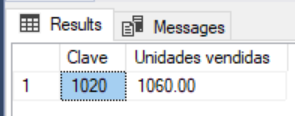 Results Messages
Clave Unidades vendidas
1 1020 1060.00